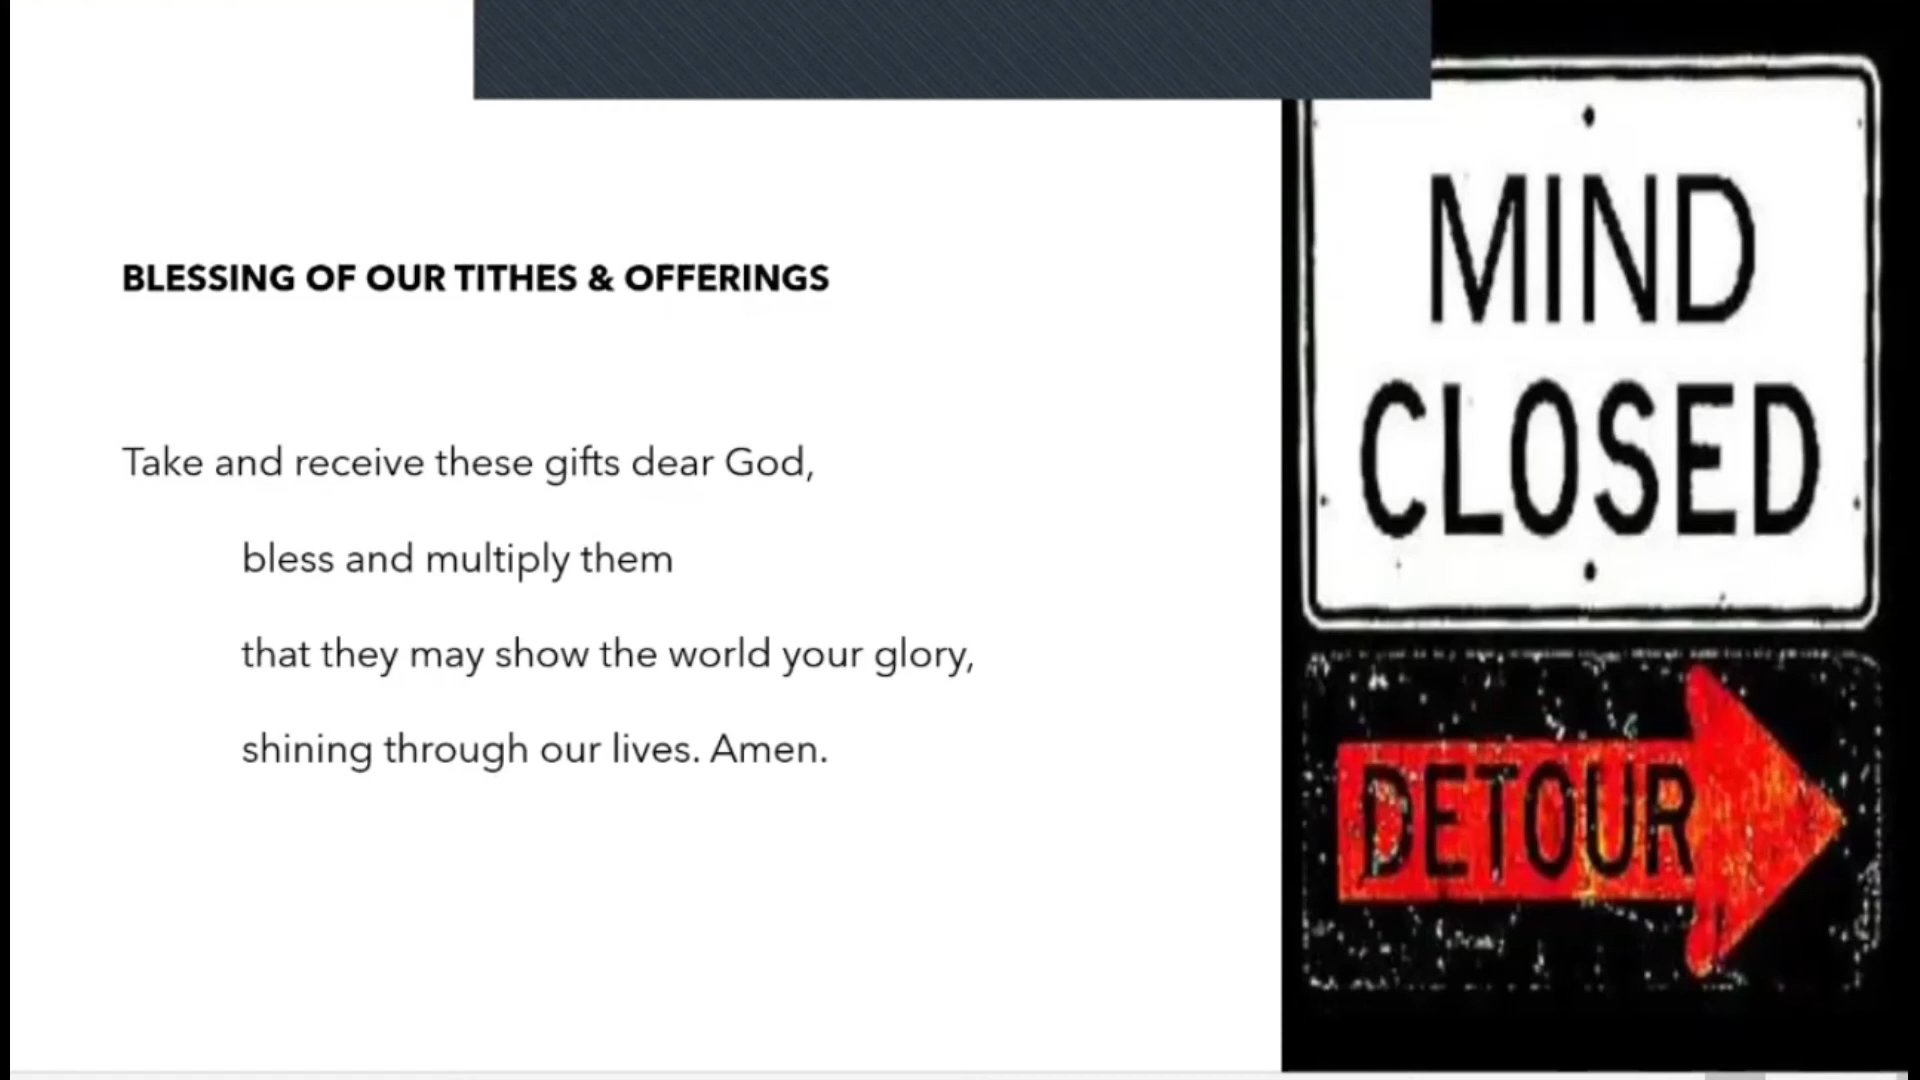 BLESSING OF OUR TITHES & OFFERINGS
Take and receive these gifts dear God,
bless and multiply them
that they may show the world your glory,
shining through our lives. Amen.
MIND
CLOSED
DETOUR